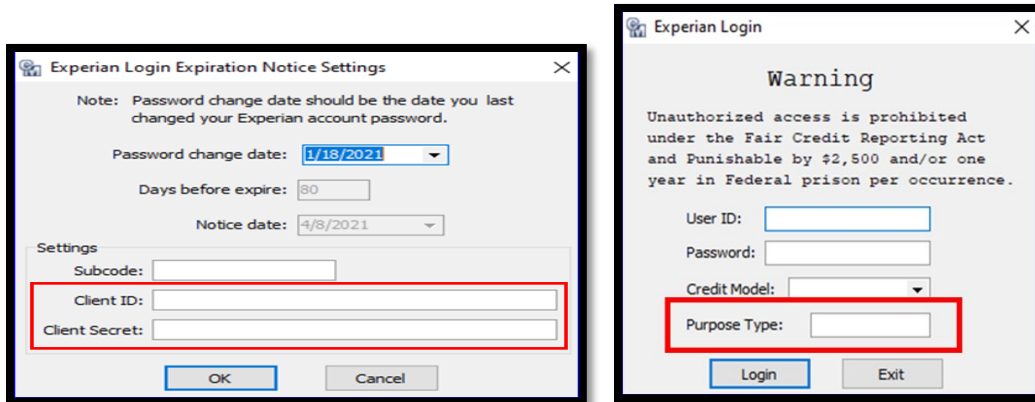 Experian Login Expiration Notice Settings
Note: Password change date should be the date you last
changed your Experian account password.
Password change date: 1/18/2021
Days before expire: 80
Notice date: 4/8/2021
Settings
Subcode:
Client ID:
Client Secret:
OK Cancel
Experian Login
Warning
Unauthorized access is prohibited
under the Fair Credit Reporting Act
and Punishable by $2,500 and/or one
year in Federal prison per occurrence.
User ID:
Password:
Credit Model:
Purpose Type:
Login Exit